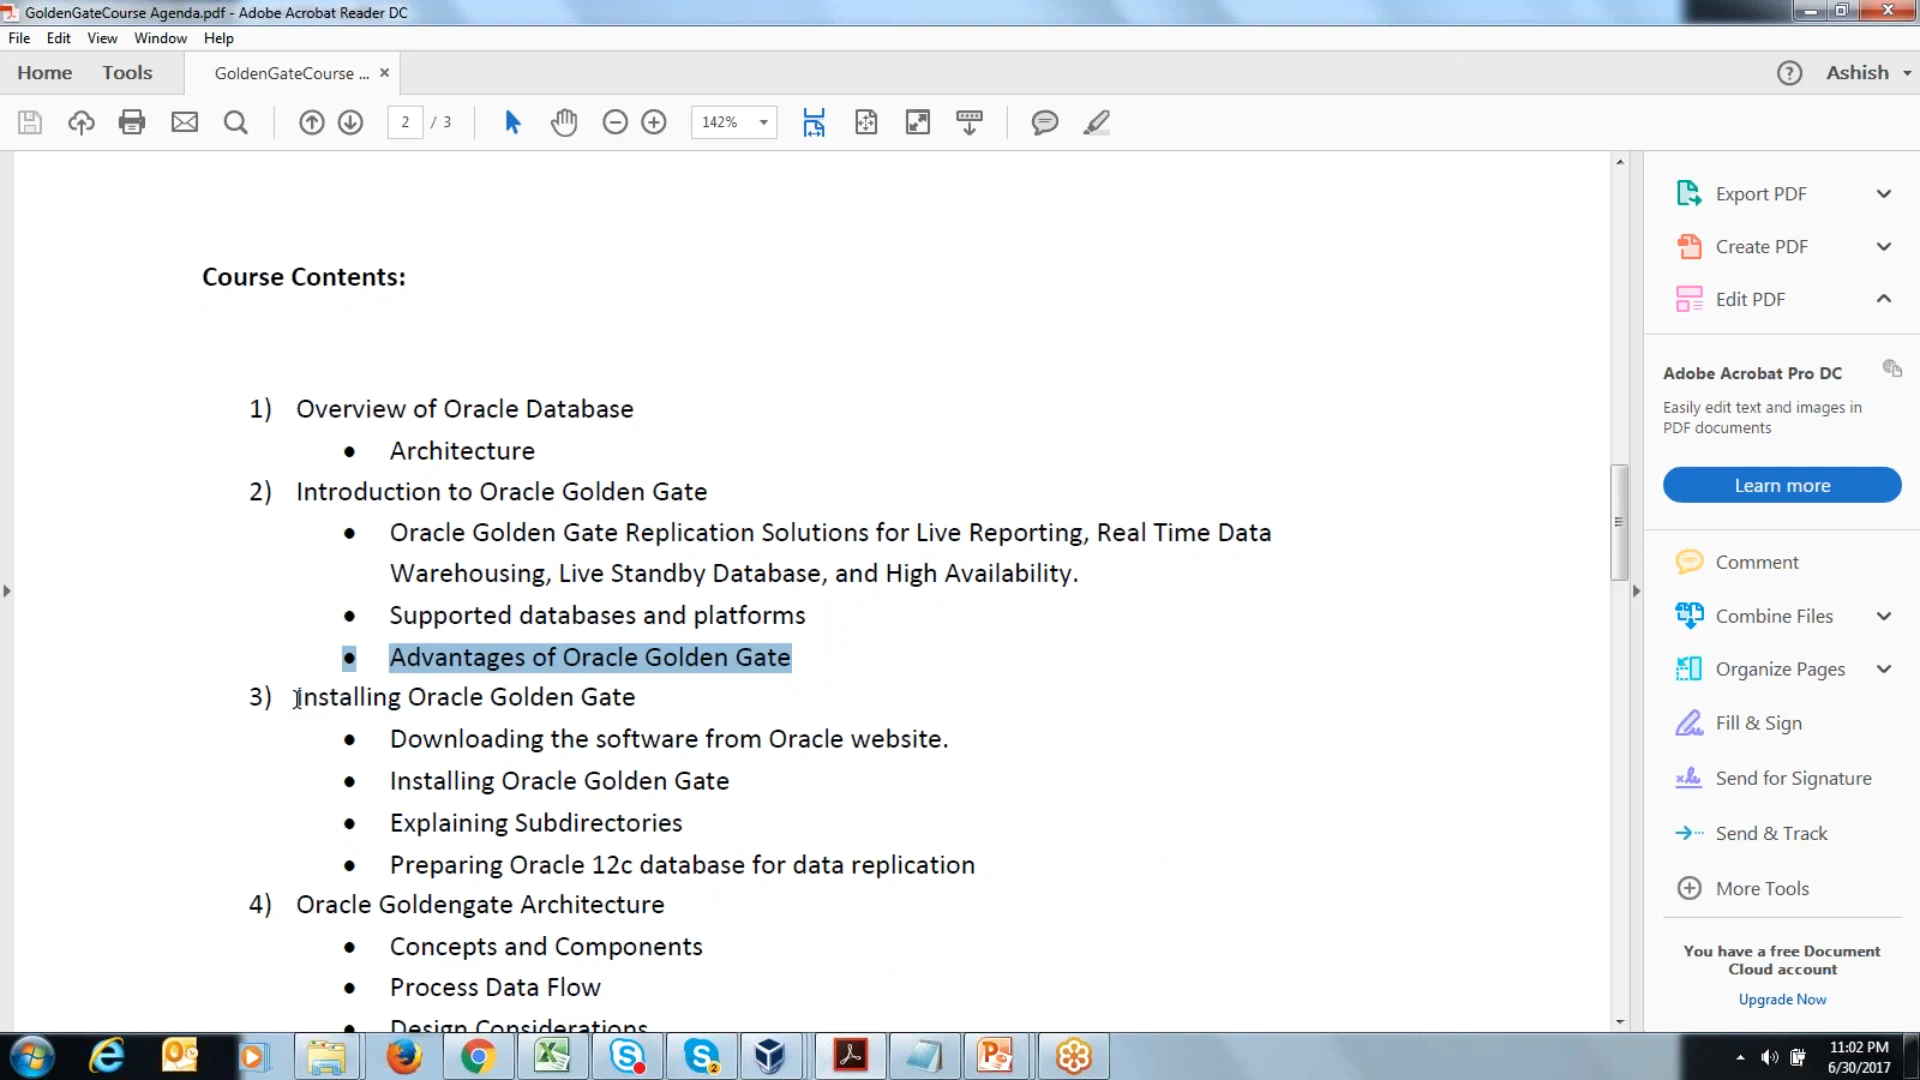 GoldenGateCourse Agenda.pdf - Adobe Acrobat Reader DC
File Edit View Window Help
Home Tools GoldenGateCourse ... × Ashish
2 / 3 142%
Course Contents:
1) Overview of Oracle Database
• Architecture
2) Introduction to Oracle Golden Gate
• Oracle Golden Gate Replication Solutions for Live Reporting, Real Time Data
Warehousing, Live Standby Database, and High Availability.
• Supported databases and platforms
• Advantages of Oracle Golden Gate
3) Installing Oracle Golden Gate
• Downloading the software from Oracle website.
• Installing Oracle Golden Gate
• Explaining Subdirectories
• Preparing Oracle 12c database for data replication
4) Oracle Goldengate Architecture
• Concepts and Components
• Process Data Flow
• Design Considerations
Export PDF
Create PDF
Edit PDF
Adobe Acrobat Pro DC
Easily edit text and images in
PDF documents
Learn more
Comment
Combine Files
Organize Pages
Fill & Sign
Send for Signature
Send & Track
More Tools
You have a free Document
Cloud account
Upgrade Now
2
11:02 PM
6/30/2017